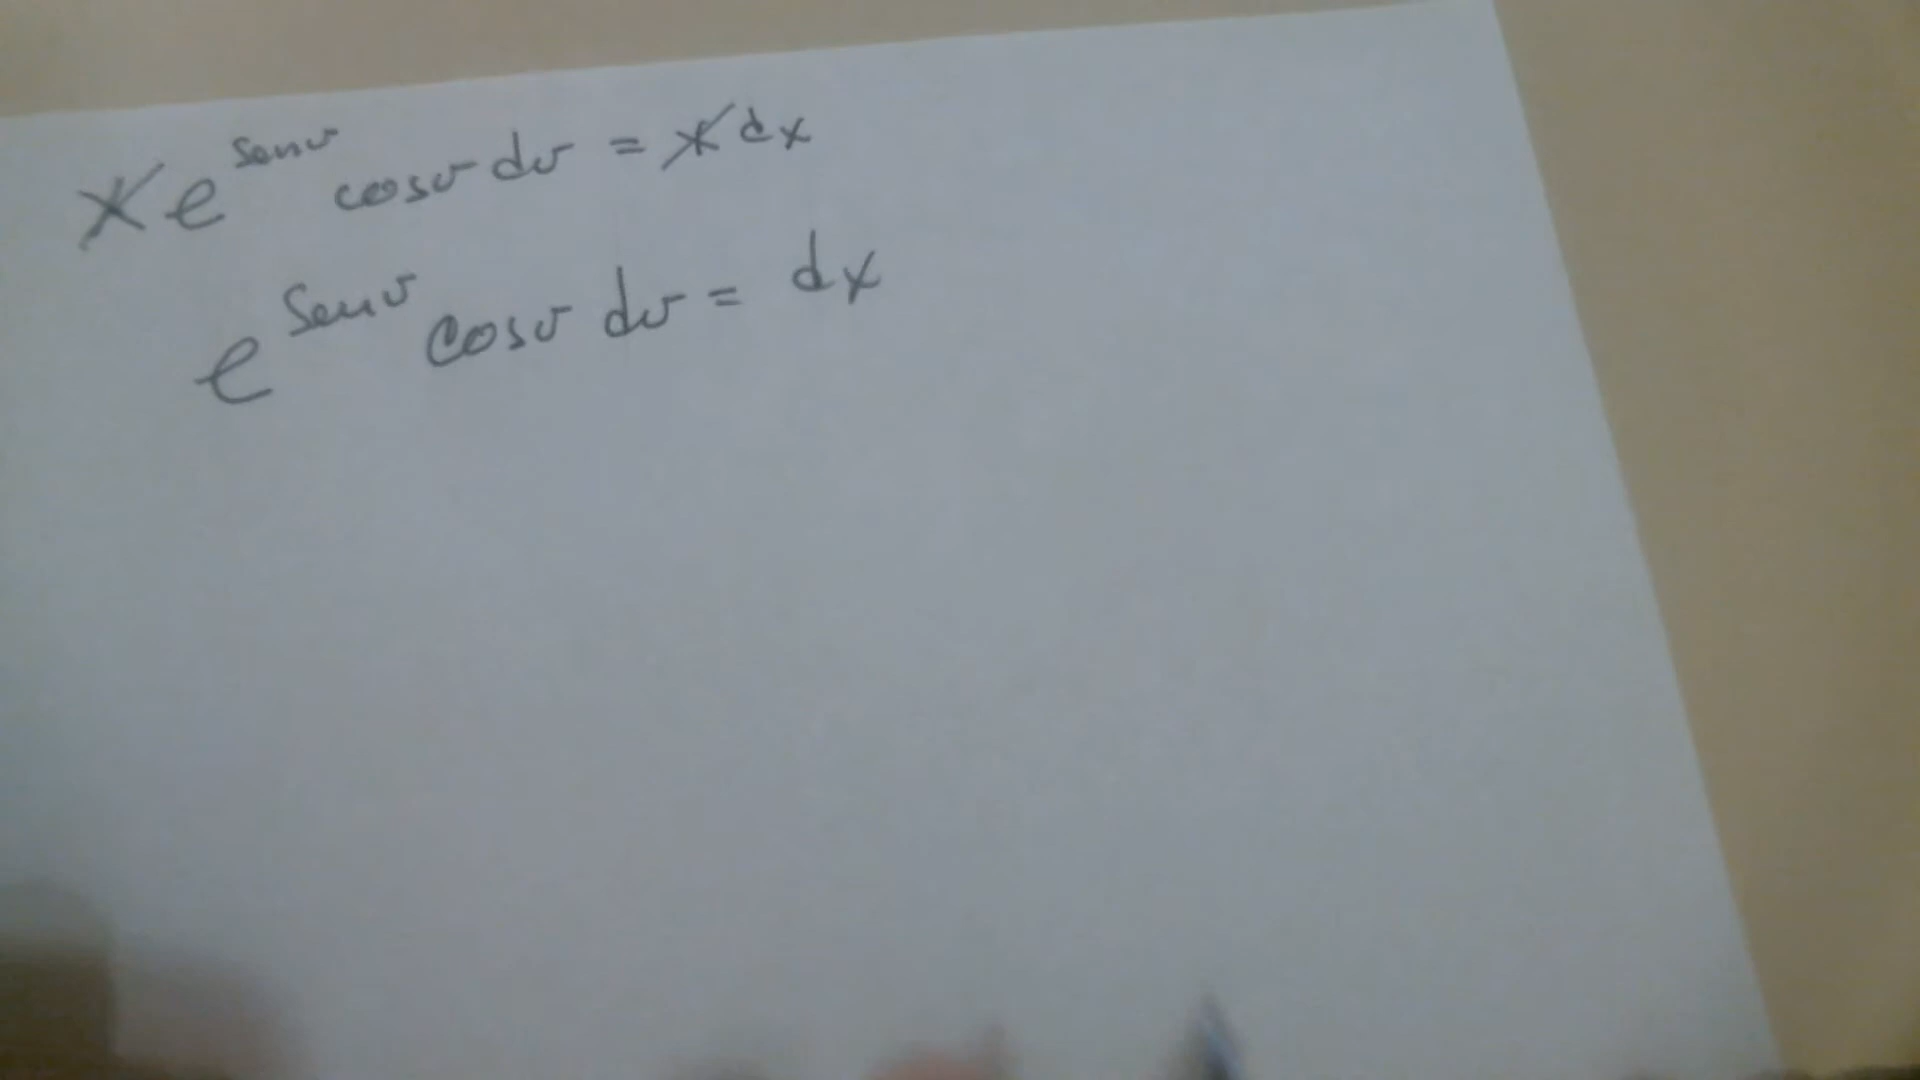 x e^senv cosv dv = x dx
e^senv cosv dv = dx